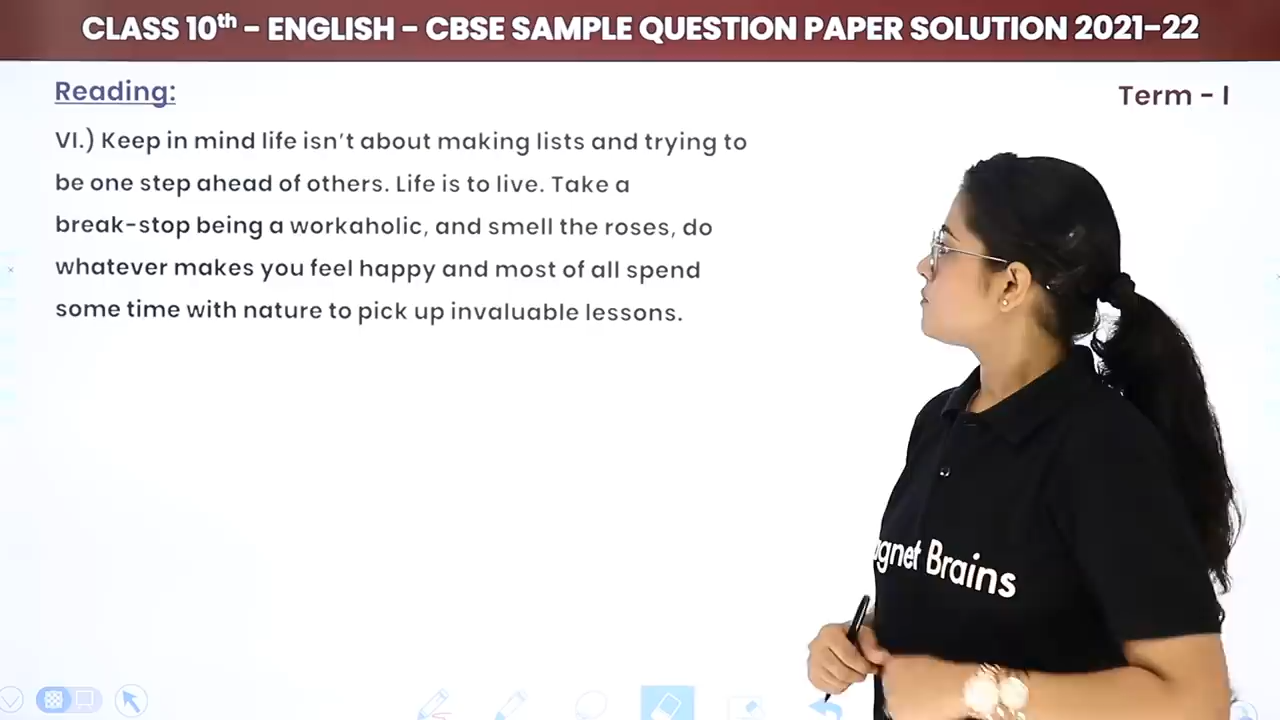 CLASS 10th - ENGLISH - CBSE SAMPLE QUESTION PAPER SOLUTION 2021-22
Reading:
Term - I
VI.) Keep in mind life isn't about making lists and trying to
be one step ahead of others. Life is to live. Take a
break-stop being a workaholic, and smell the roses, do
whatever makes you feel happy and most of all spend
some time with nature to pick up invaluable lessons.
Brains